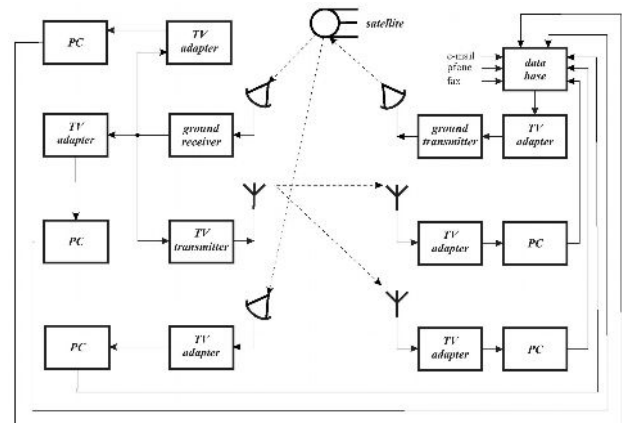 satellite
PC
TV
adapter
e-mail
pfone
fax
data
base
TV
adapter
ground
receiver
ground
transmitter
TV
adapter
PC
TV
transmitter
TV
adapter
PC
PC
TV
adapter
TV
adapter
PC